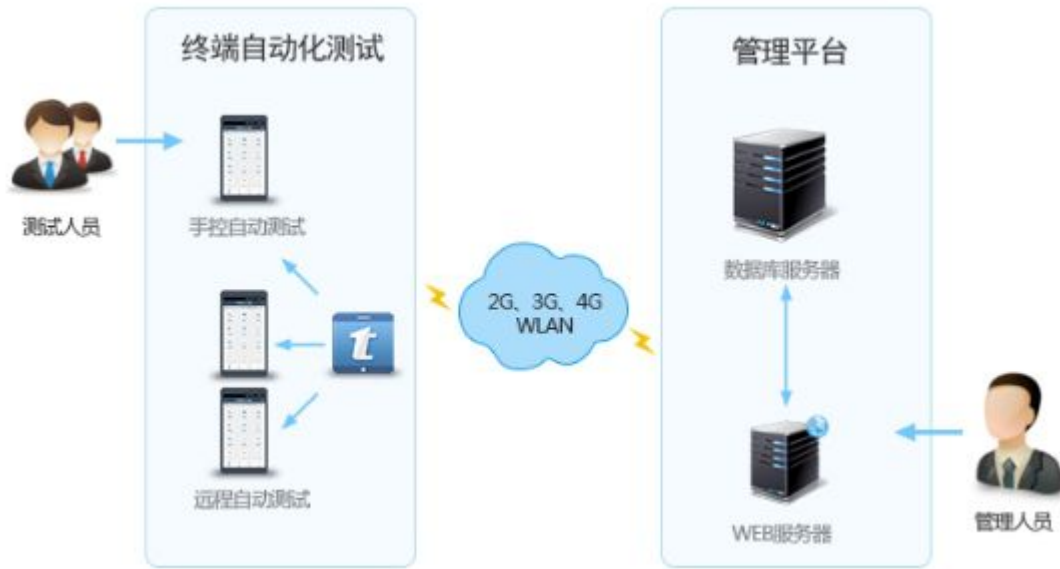 终端自动化测试
测试人员
手控自动测试
t
远程自动测试
2G、3G、4G
WLAN
管理平台
数据库服务器
WEB服务器
管理人员